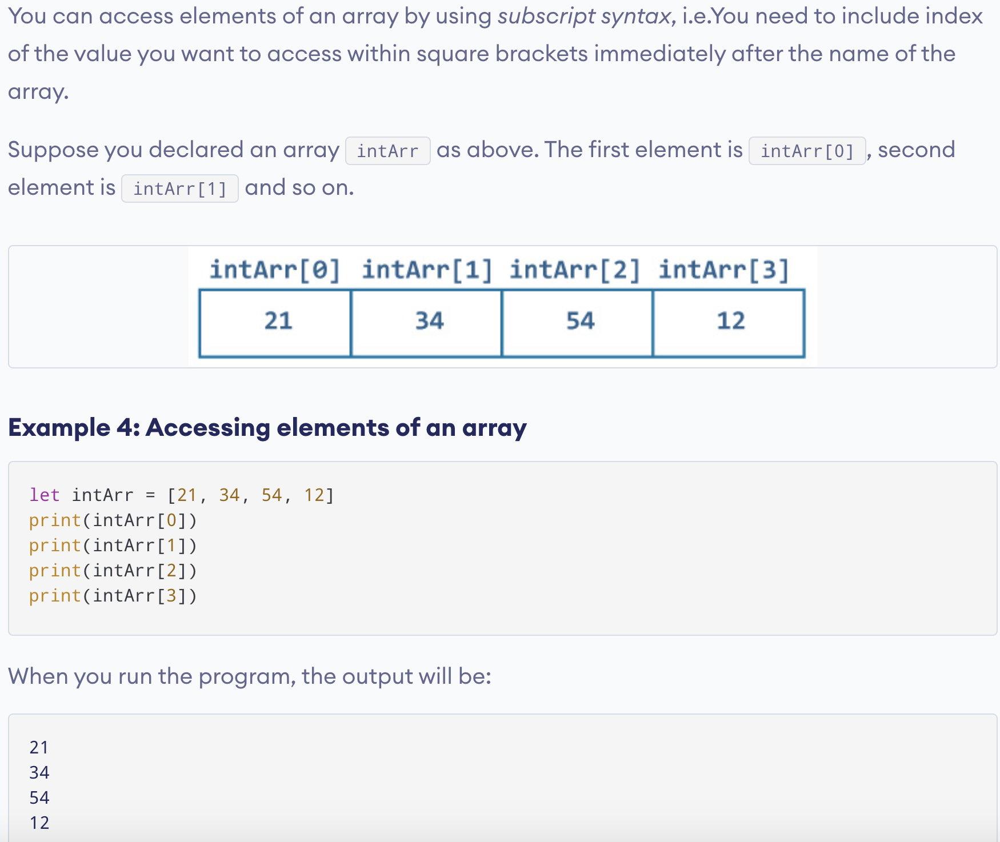 You can access elements of an array by using subscript syntax, i.e.You need to include index
of the value you want to access within square brackets immediately after the name of the
array.
Suppose you declared an array intArr as above. The first element is intArr[0], second
element is intArr[1] and so on.
intArr[0] intArr[1] intArr[2] intArr[3]
21 34 54 12
Example 4: Accessing elements of an array
let intArr = [21, 34, 54, 12]
print(intArr[0])
print(intArr[1])
print(intArr[2])
print(intArr[3])
When you run the program, the output will be:
21
34
54
12